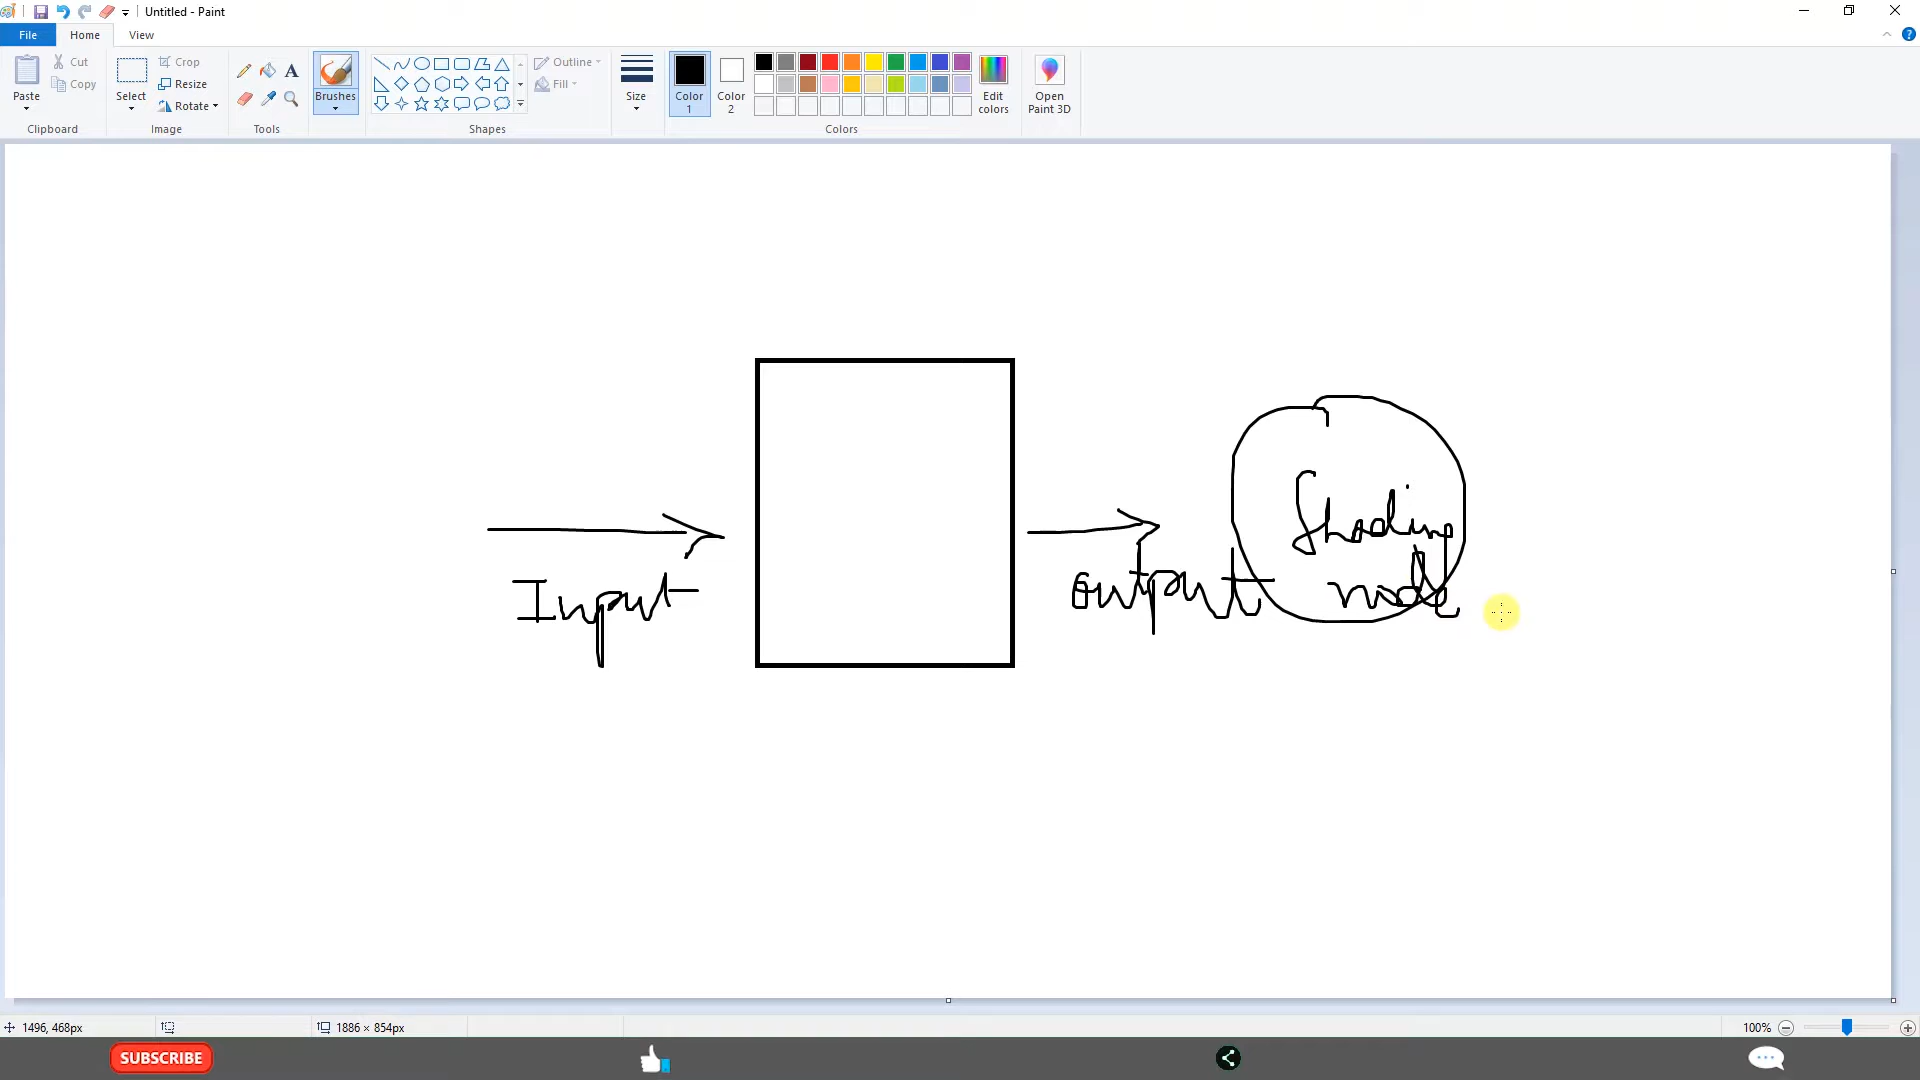 Untitled - Paint
File Home View
Paste
Cut
Copy
Clipboard
Select
Crop
Resize
Rotate
Image
A
Tools
Brushes
Shapes
Outline
Fill
Size
Color 1
Color 2
Colors
Edit colors
Open Paint 3D
Input
output
Shading
node
1496, 468px
1886 × 854px
100%
SUBSCRIBE